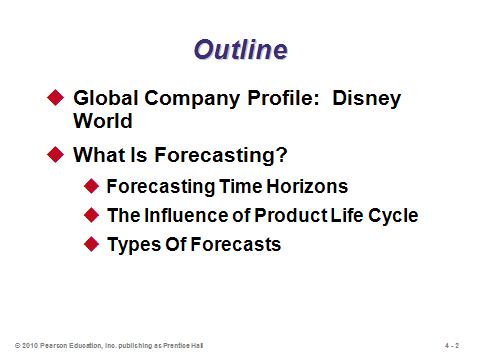 Outline
Global Company Profile: Disney
World
What Is Forecasting?
Forecasting Time Horizons
The Influence of Product Life Cycle
Types Of Forecasts
© 2010 Pearson Education, Inc. publishing as Prentice Hall
4 - 2